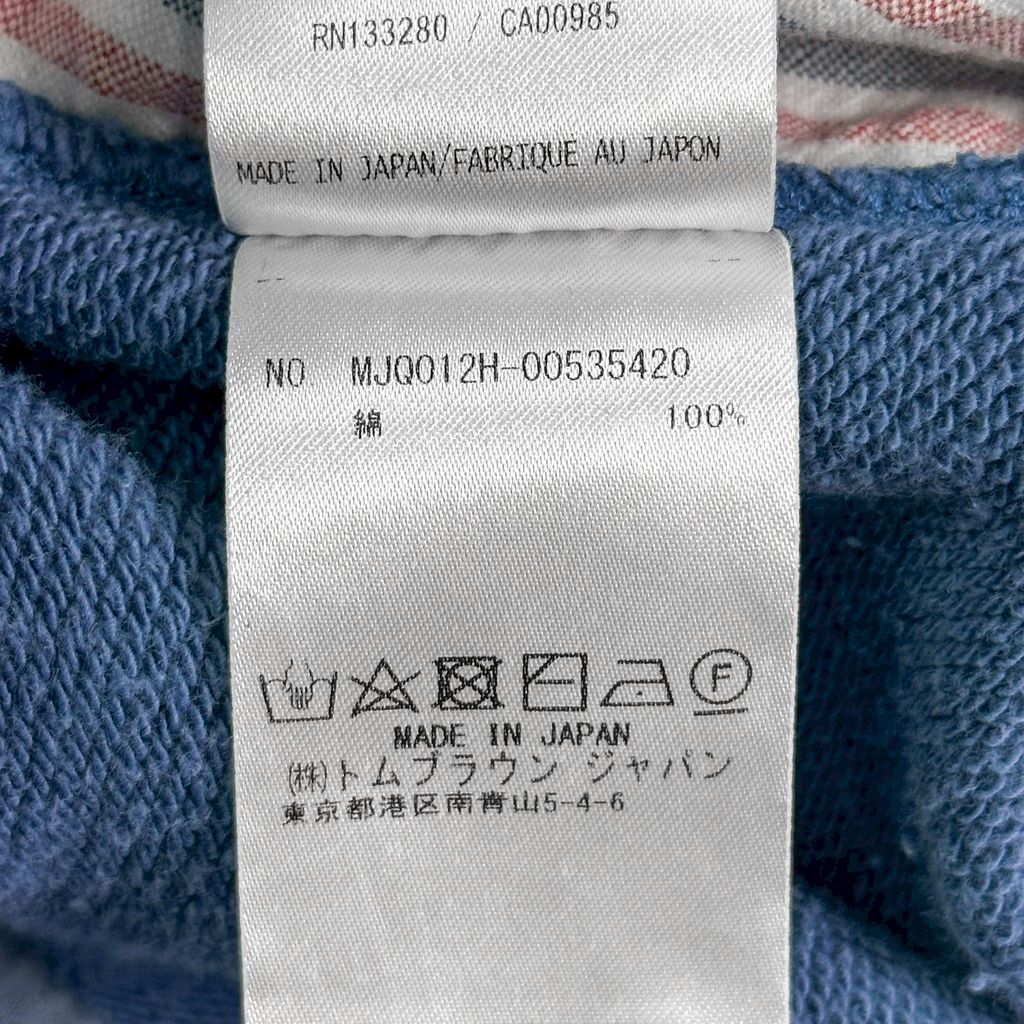 RN133280 / CA00985
MADE IN JAPAN/FABRIQUE AU JAPON
NO MJQ012H-00535420
綿 100%
F
MADE IN JAPAN
(株)トムブラウン ジャパン
東京都港区南青山5-4-6